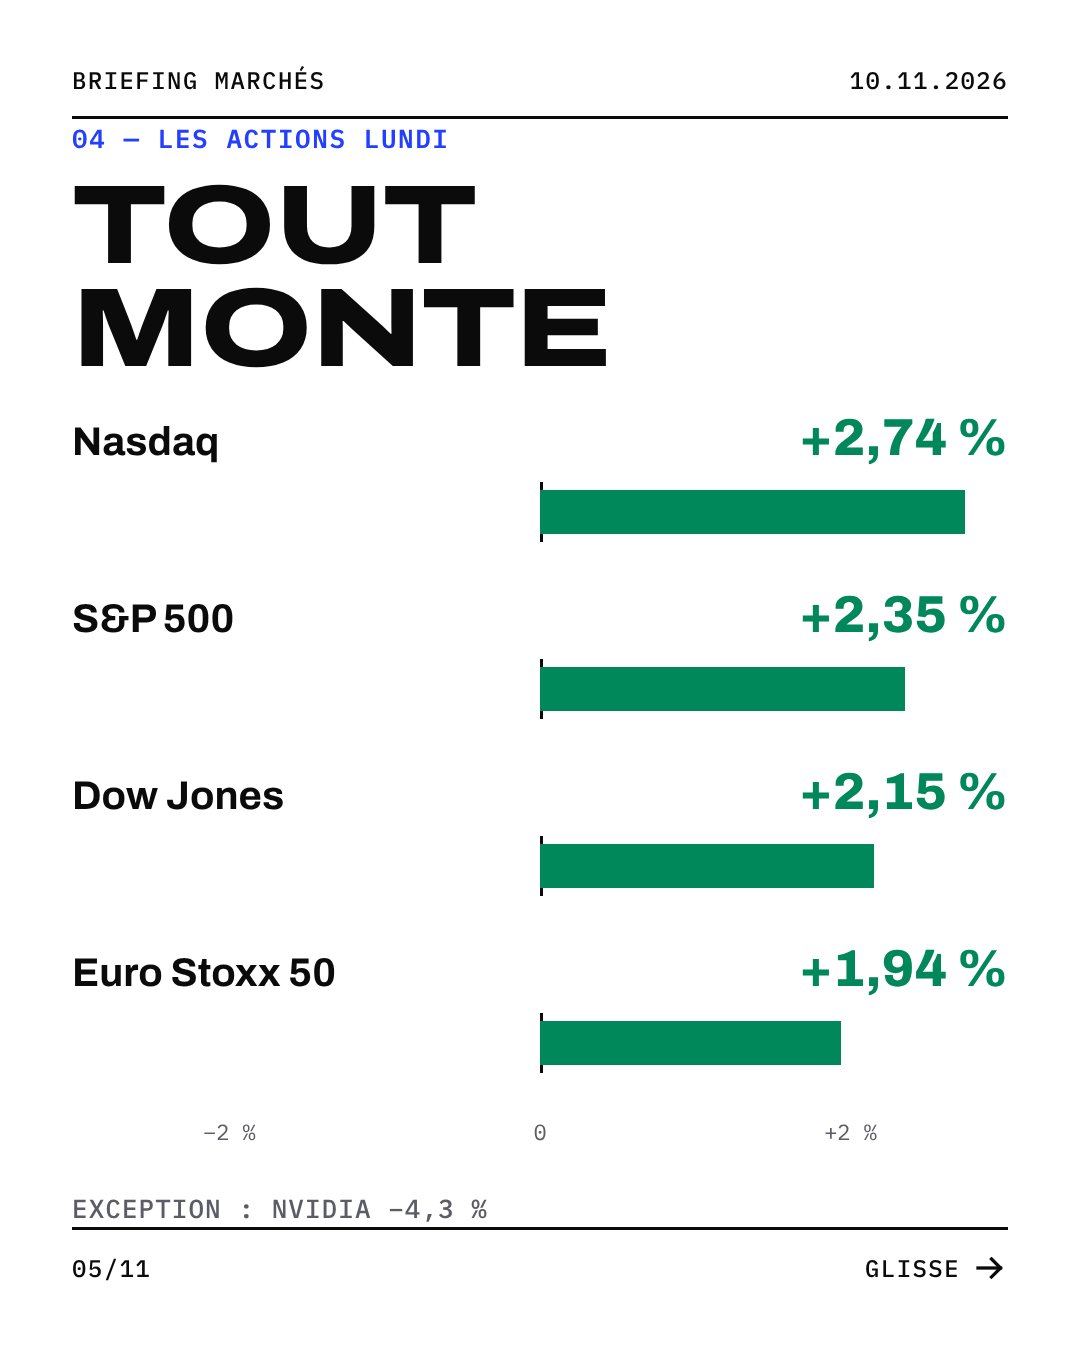 BRIEFING MARCHÉS 10.11.2026
04 — LES ACTIONS LUNDI
TOUT
MONTE
Nasdaq +2,74 %
S&P 500 +2,35 %
Dow Jones +2,15 %
Euro Stoxx 50 +1,94 %
−2 % 0 +2 %
EXCEPTION : NVIDIA −4,3 %
05/11 GLISSE →